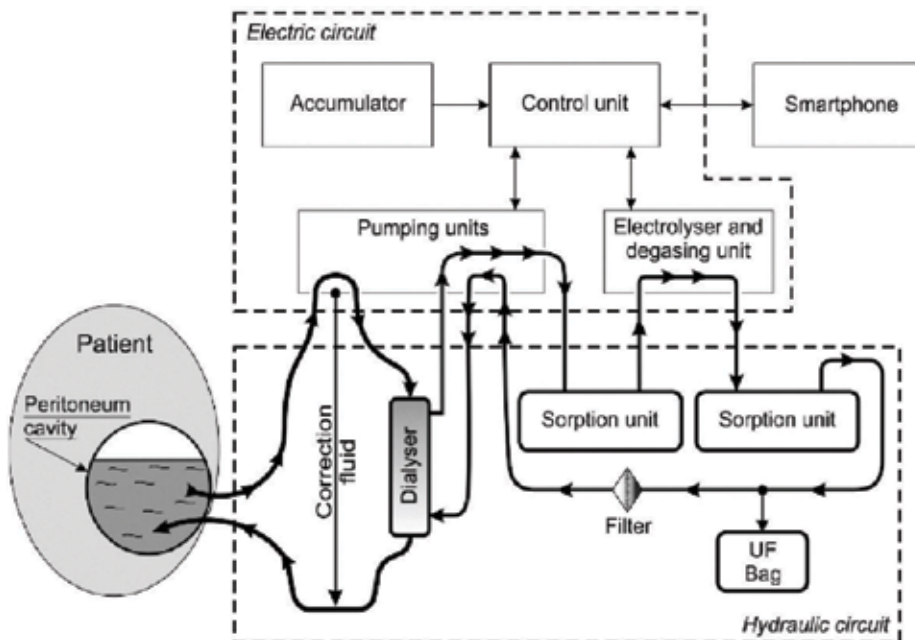 Electric circuit
Accumulator
Control unit
Smartphone
Pumping units
Electrolyser and
degasing unit
Patient
Peritoneum
cavity
Correction
fluid
Dialyser
Sorption unit
Sorption unit
Filter
UF
Bag
Hydraulic circuit